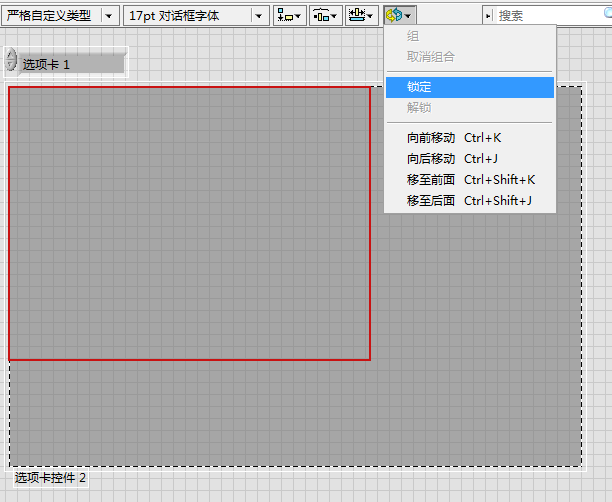 严格自定义类型
17pt 对话框字体
搜索
组
取消组合
锁定
解锁
向前移动 Ctrl+K
向后移动 Ctrl+J
移至前面 Ctrl+Shift+K
移至后面 Ctrl+Shift+J
选项卡 1
选项卡控件 2